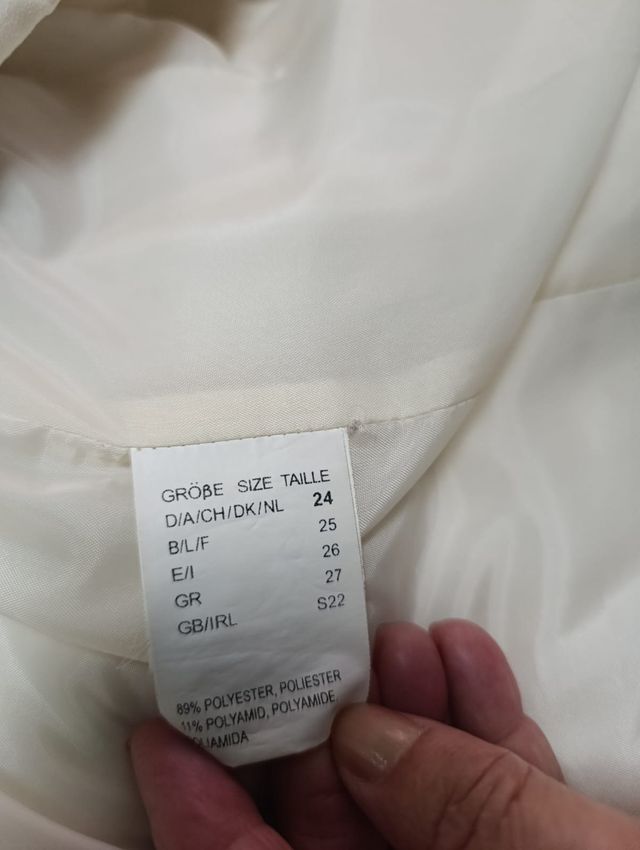 GRÖßE SIZE TAILLE
D/A/CH/DK/NL 24
B/L/F 25
E/I 26
GR 27
GB/IRL S22
89% POLYESTER, POLIESTER
11% POLYAMID, POLYAMIDE,
POLIAMIDA